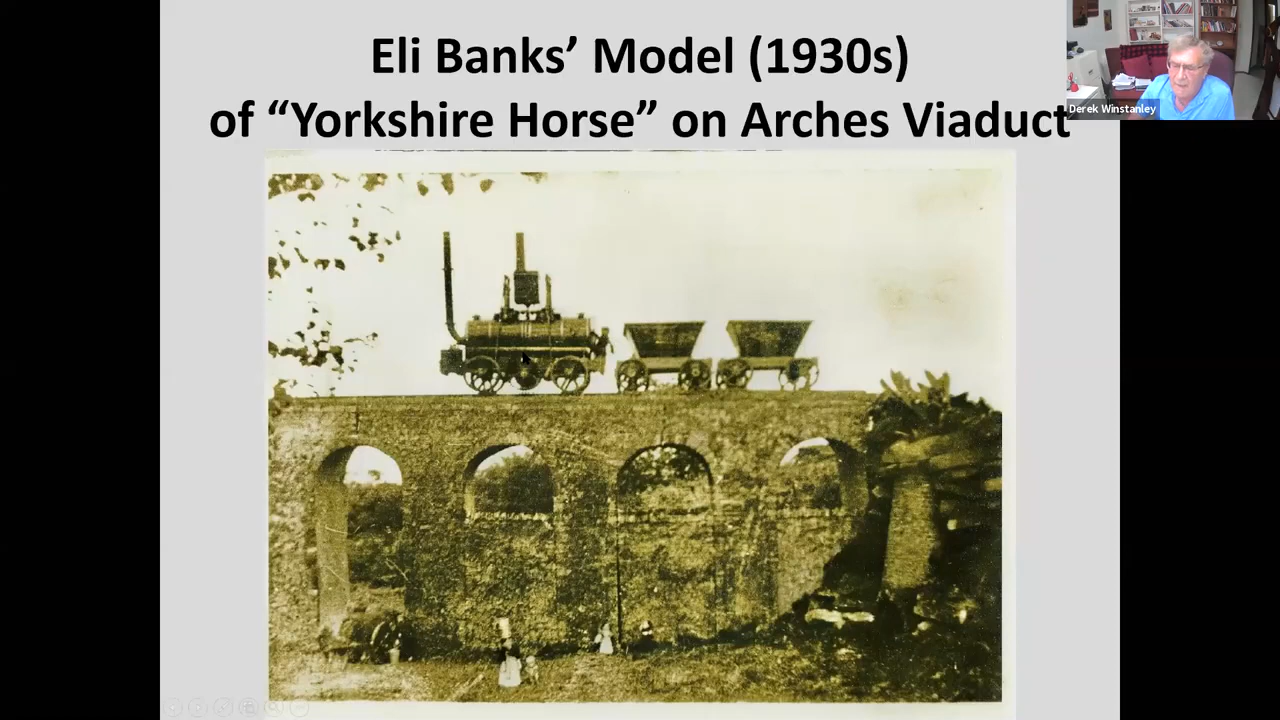 Eli Banks’ Model (1930s)
of “Yorkshire Horse” on Arches Viaduct
Derek Winstanley